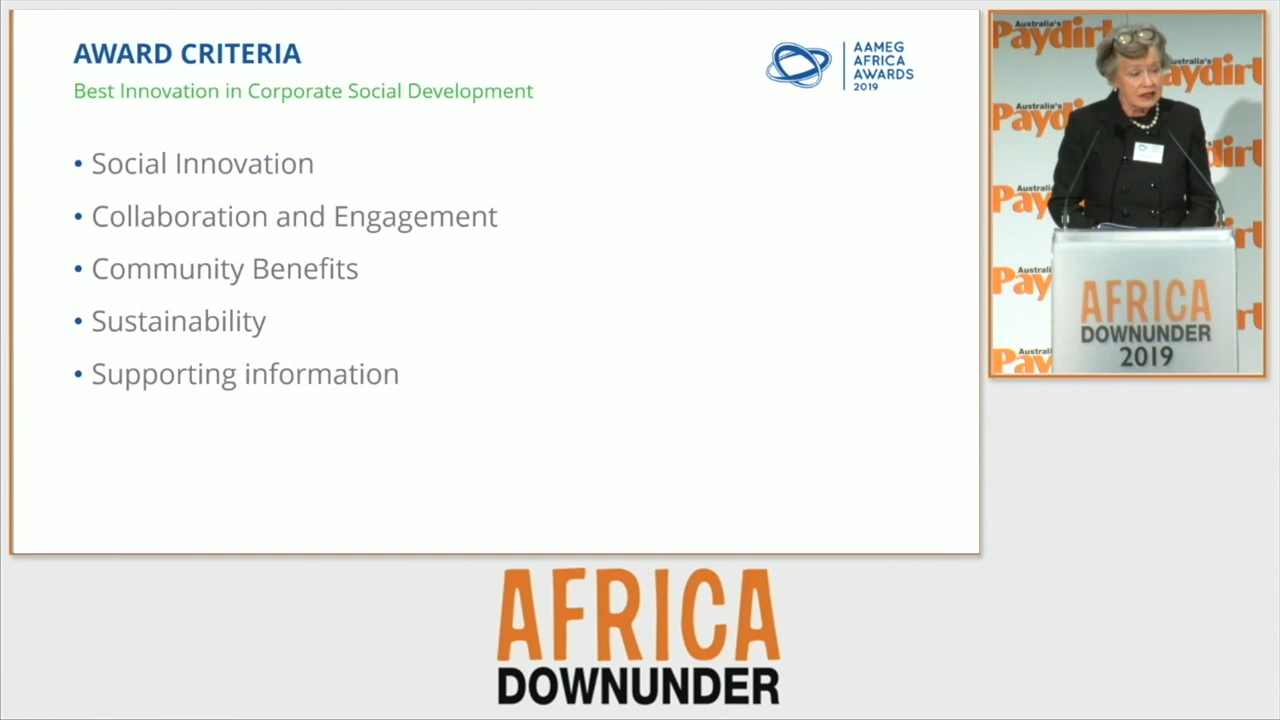 AWARD CRITERIA
Best Innovation in Corporate Social Development
AAMEG
AFRICA
AWARDS
2019
• Social Innovation
• Collaboration and Engagement
• Community Benefits
• Sustainability
• Supporting information
Australia's
Paydirt
AFRICA
DOWNUNDER
2019
AFRICA
DOWNUNDER